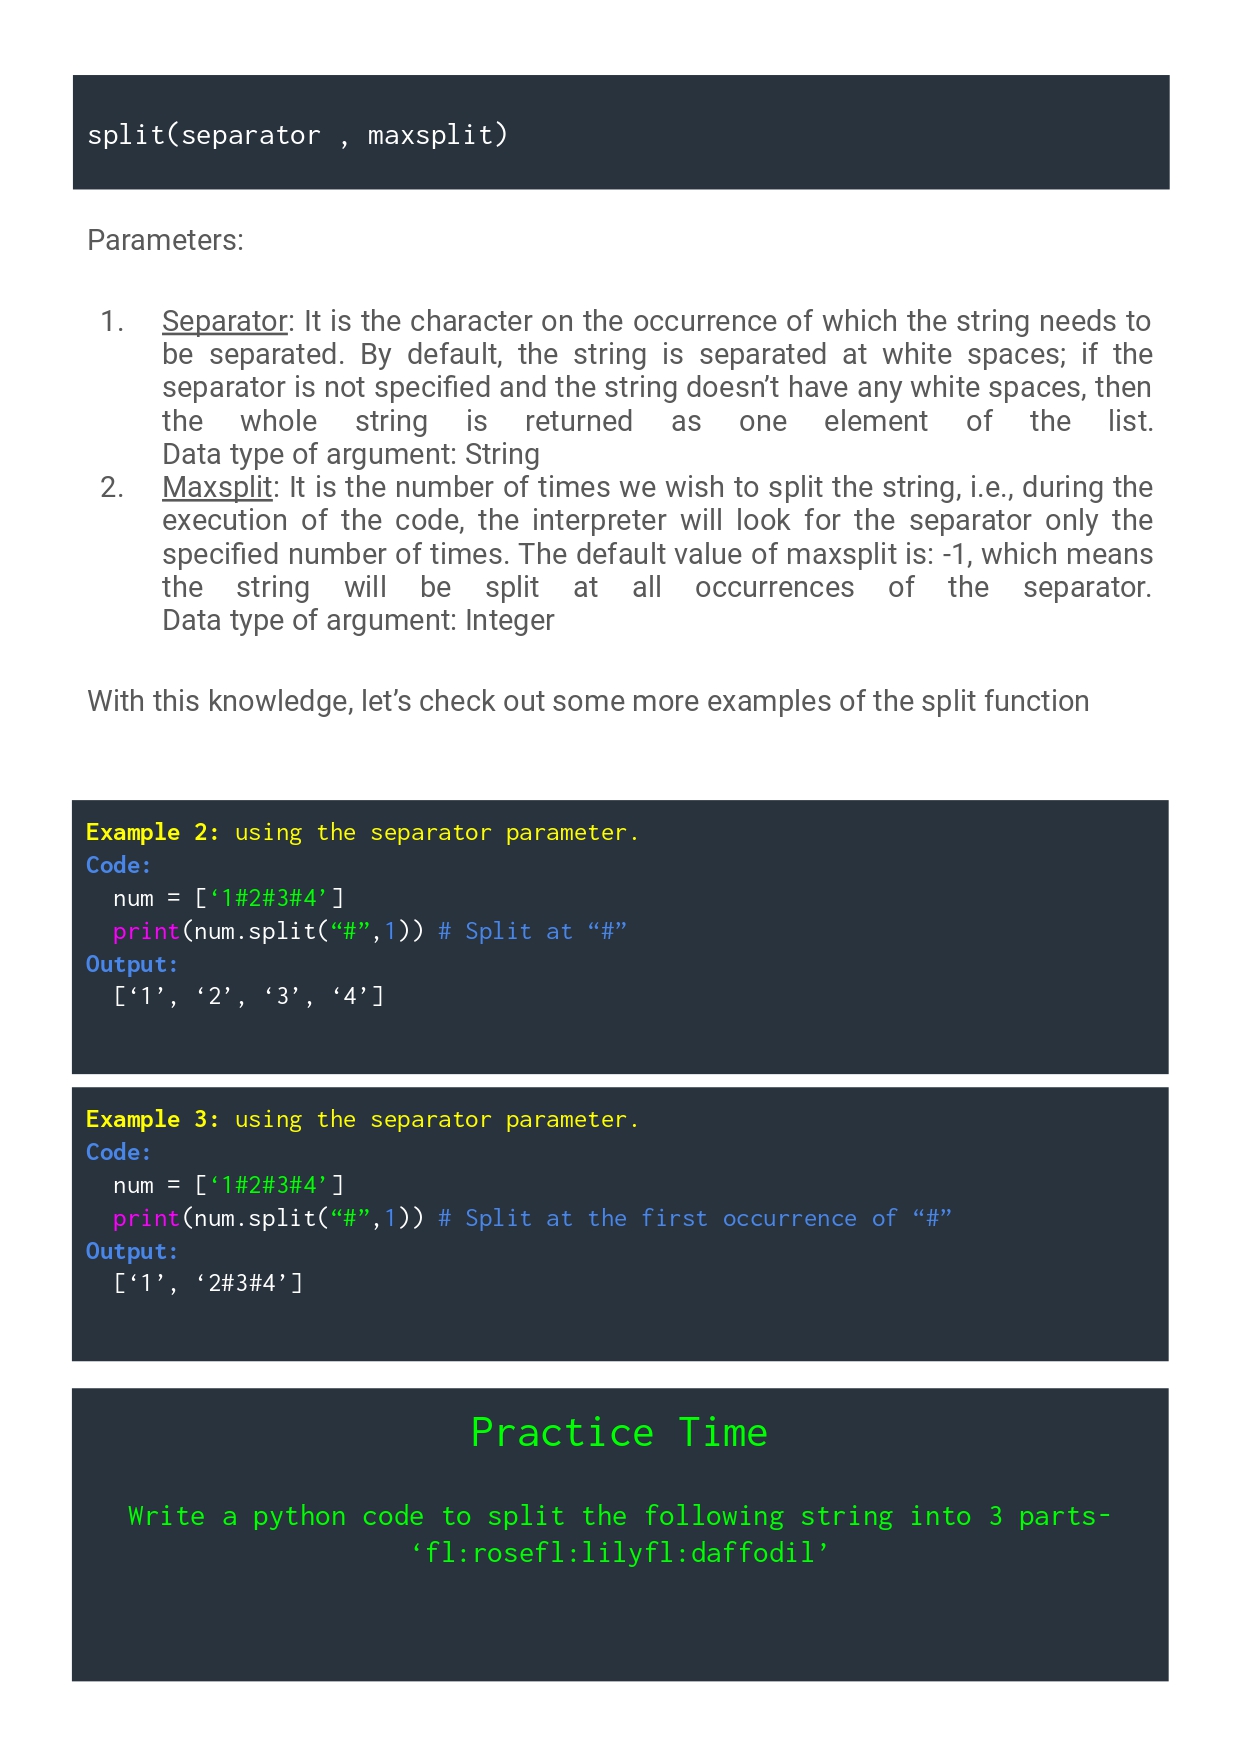 split(separator , maxsplit)
Parameters:
1. Separator: It is the character on the occurrence of which the string needs to
be separated. By default, the string is separated at white spaces; if the
separator is not specified and the string doesn’t have any white spaces, then
the whole string is returned as one element of the list.
Data type of argument: String
2. Maxsplit: It is the number of times we wish to split the string, i.e., during the
execution of the code, the interpreter will look for the separator only the
specified number of times. The default value of maxsplit is: -1, which means
the string will be split at all occurrences of the separator.
Data type of argument: Integer
With this knowledge, let’s check out some more examples of the split function
Example 2: using the separator parameter.
Code:
num = [‘1#2#3#4’]
print(num.split(“#”,1)) # Split at “#”
Output:
[‘1’, ‘2’, ‘3’, ‘4’]
Example 3: using the separator parameter.
Code:
num = [‘1#2#3#4’]
print(num.split(“#”,1)) # Split at the first occurrence of “#”
Output:
[‘1’, ‘2#3#4’]
Practice Time
Write a python code to split the following string into 3 parts-
‘fl:rosefl:lilyfl:daffodil’